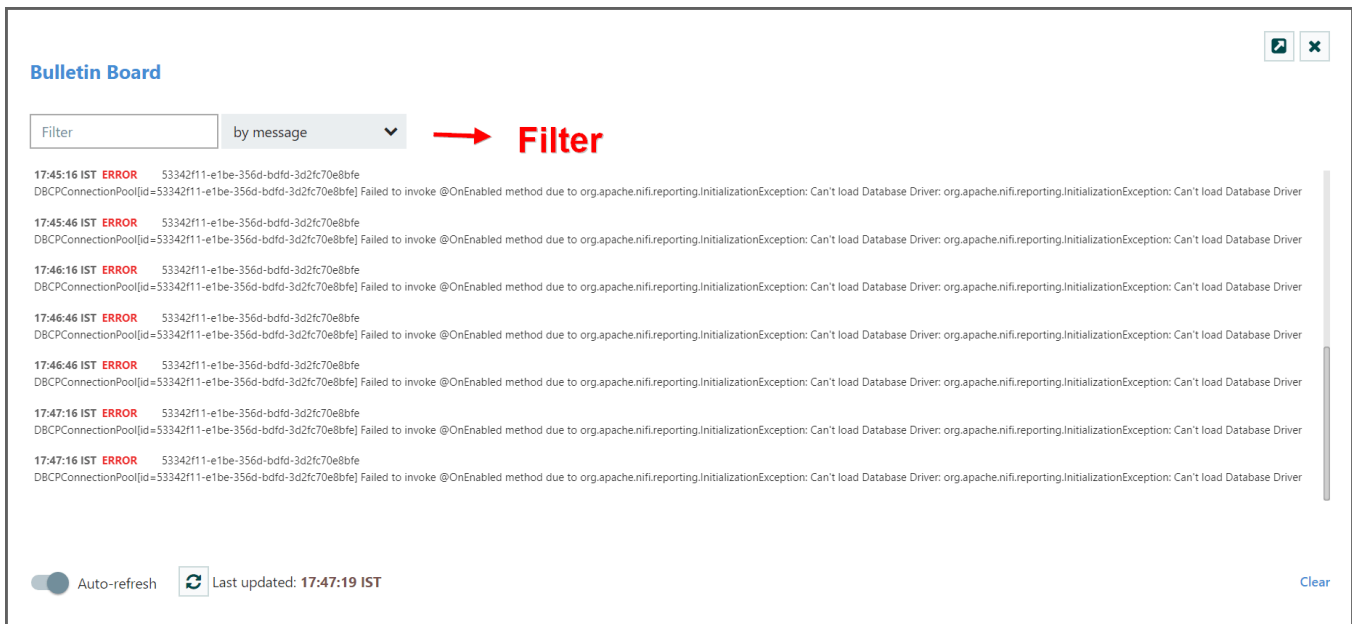 Bulletin Board
Filter by message Filter
17:45:16 IST ERROR 53342f11-e1be-356d-bdfd-3d2fc70e8bfe
DBCPConnectionPool[id=53342f11-e1be-356d-bdfd-3d2fc70e8bfe] Failed to invoke @OnEnabled method due to org.apache.nifi.reporting.InitializationException: Can't load Database Driver: org.apache.nifi.reporting.InitializationException: Can't load Database Driver
17:45:46 IST ERROR 53342f11-e1be-356d-bdfd-3d2fc70e8bfe
DBCPConnectionPool[id=53342f11-e1be-356d-bdfd-3d2fc70e8bfe] Failed to invoke @OnEnabled method due to org.apache.nifi.reporting.InitializationException: Can't load Database Driver: org.apache.nifi.reporting.InitializationException: Can't load Database Driver
17:46:16 IST ERROR 53342f11-e1be-356d-bdfd-3d2fc70e8bfe
DBCPConnectionPool[id=53342f11-e1be-356d-bdfd-3d2fc70e8bfe] Failed to invoke @OnEnabled method due to org.apache.nifi.reporting.InitializationException: Can't load Database Driver: org.apache.nifi.reporting.InitializationException: Can't load Database Driver
17:46:46 IST ERROR 53342f11-e1be-356d-bdfd-3d2fc70e8bfe
DBCPConnectionPool[id=53342f11-e1be-356d-bdfd-3d2fc70e8bfe] Failed to invoke @OnEnabled method due to org.apache.nifi.reporting.InitializationException: Can't load Database Driver: org.apache.nifi.reporting.InitializationException: Can't load Database Driver
17:46:46 IST ERROR 53342f11-e1be-356d-bdfd-3d2fc70e8bfe
DBCPConnectionPool[id=53342f11-e1be-356d-bdfd-3d2fc70e8bfe] Failed to invoke @OnEnabled method due to org.apache.nifi.reporting.InitializationException: Can't load Database Driver: org.apache.nifi.reporting.InitializationException: Can't load Database Driver
17:47:16 IST ERROR 53342f11-e1be-356d-bdfd-3d2fc70e8bfe
DBCPConnectionPool[id=53342f11-e1be-356d-bdfd-3d2fc70e8bfe] Failed to invoke @OnEnabled method due to org.apache.nifi.reporting.InitializationException: Can't load Database Driver: org.apache.nifi.reporting.InitializationException: Can't load Database Driver
17:47:16 IST ERROR 53342f11-e1be-356d-bdfd-3d2fc70e8bfe
DBCPConnectionPool[id=53342f11-e1be-356d-bdfd-3d2fc70e8bfe] Failed to invoke @OnEnabled method due to org.apache.nifi.reporting.InitializationException: Can't load Database Driver: org.apache.nifi.reporting.InitializationException: Can't load Database Driver
Auto-refresh Last updated: 17:47:19 IST Clear